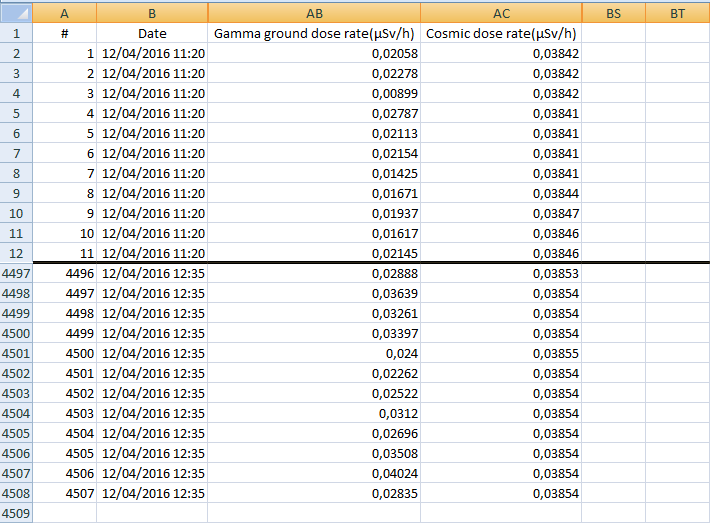 A B AB AC BS BT
1 # Date Gamma ground dose rate(µSv/h) Cosmic dose rate(µSv/h)
2 1 12/04/2016 11:20 0,02058 0,03842
3 2 12/04/2016 11:20 0,02278 0,03842
4 3 12/04/2016 11:20 0,00899 0,03842
5 4 12/04/2016 11:20 0,02787 0,03841
6 5 12/04/2016 11:20 0,02113 0,03841
7 6 12/04/2016 11:20 0,02154 0,03841
8 7 12/04/2016 11:20 0,01425 0,03841
9 8 12/04/2016 11:20 0,01671 0,03844
10 9 12/04/2016 11:20 0,01937 0,03847
11 10 12/04/2016 11:20 0,01617 0,03846
12 11 12/04/2016 11:20 0,02145 0,03846
4497 4496 12/04/2016 12:35 0,02888 0,03853
4498 4497 12/04/2016 12:35 0,03639 0,03854
4499 4498 12/04/2016 12:35 0,03261 0,03854
4500 4499 12/04/2016 12:35 0,03397 0,03854
4501 4500 12/04/2016 12:35 0,024 0,03855
4502 4501 12/04/2016 12:35 0,02262 0,03854
4503 4502 12/04/2016 12:35 0,02522 0,03854
4504 4503 12/04/2016 12:35 0,0312 0,03854
4505 4504 12/04/2016 12:35 0,02696 0,03854
4506 4505 12/04/2016 12:35 0,03508 0,03854
4507 4506 12/04/2016 12:35 0,04024 0,03854
4508 4507 12/04/2016 12:35 0,02835 0,03854
4509